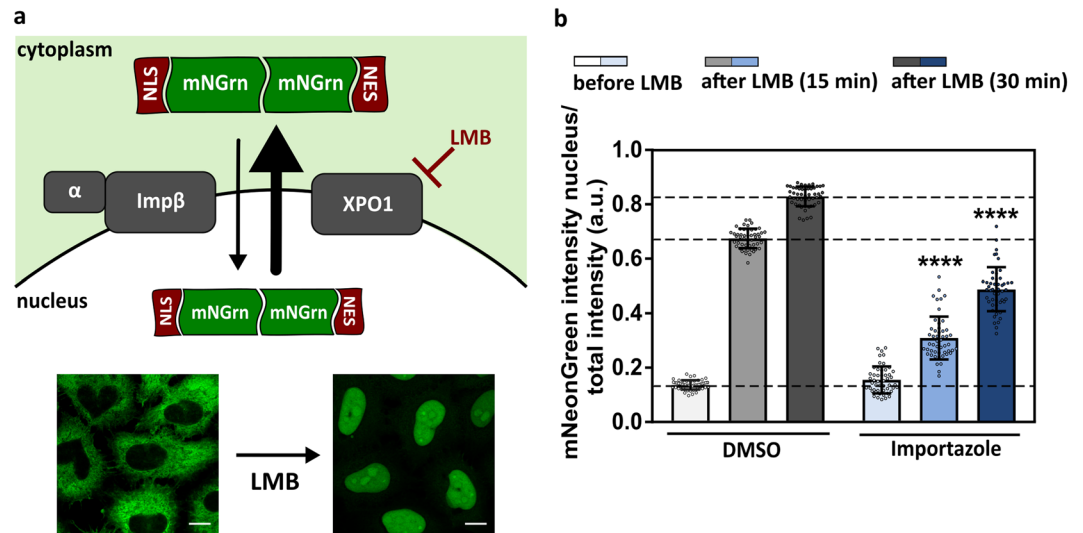 a
cytoplasm
NLS mNGrn mNGrn NES
LMB
α Impβ XPO1
nucleus
NLS mNGrn mNGrn NES
LMB
b
before LMB after LMB (15 min) after LMB (30 min)
mNeonGreen intensity nucleus/
total intensity (a.u.)
1.0
0.8
0.6
0.4
0.2
0.0
****
****
DMSO Importazole